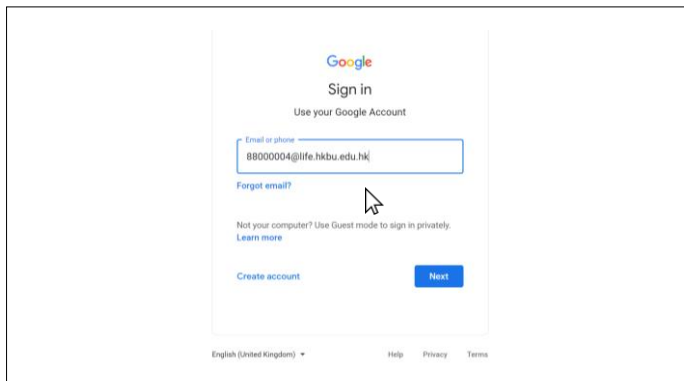 Google
Sign in
Use your Google Account
Email or phone
88000004@life.hkbu.edu.hk
Forgot email?
Not your computer? Use Guest mode to sign in privately.
Learn more
Create account
Next
English (United Kingdom)
Help Privacy Terms